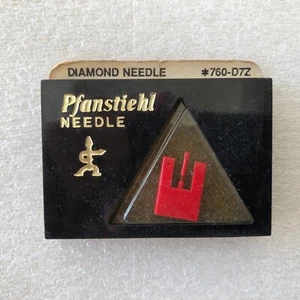 DIAMOND NEEDLE *760-D7Z
Pfanstiehl
NEEDLE